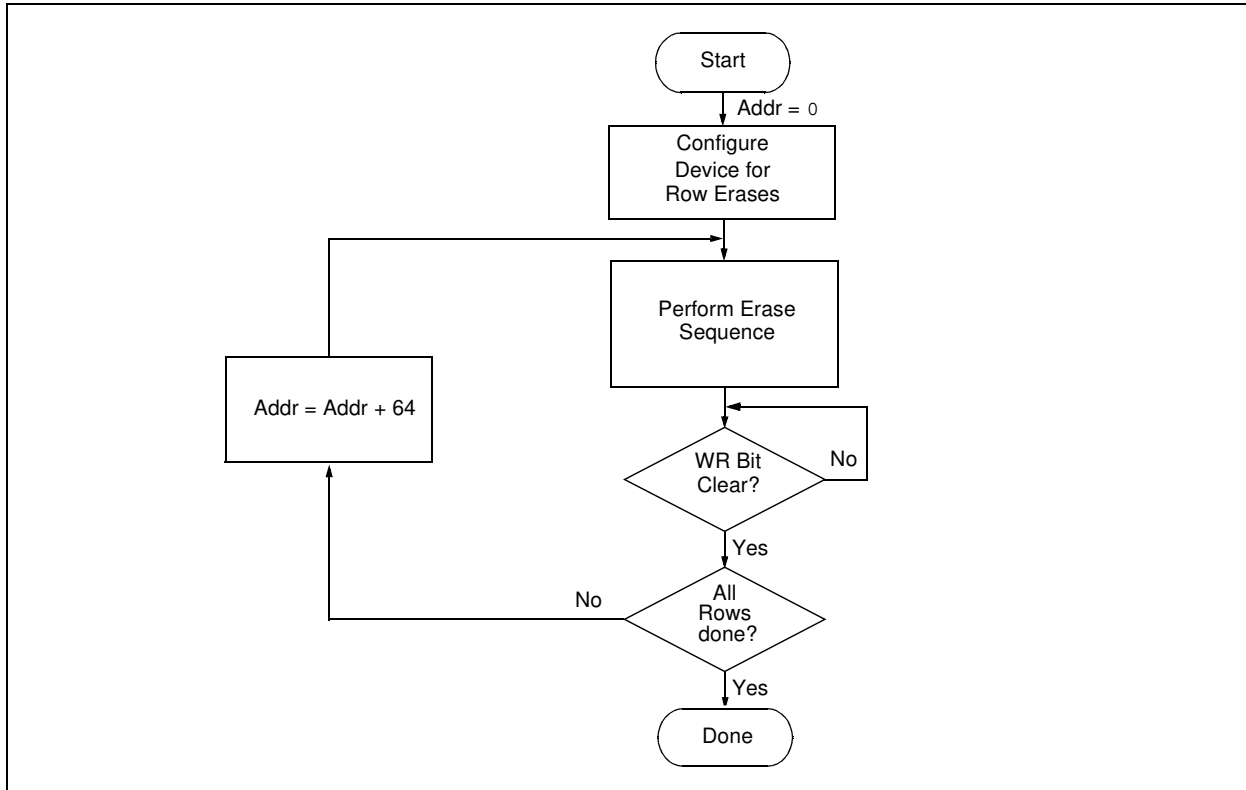 Start
Addr = 0
Configure
Device for
Row Erases
Perform Erase
Sequence
Addr = Addr + 64
WR Bit
Clear?
No
Yes
All
Rows
done?
No
Yes
Done